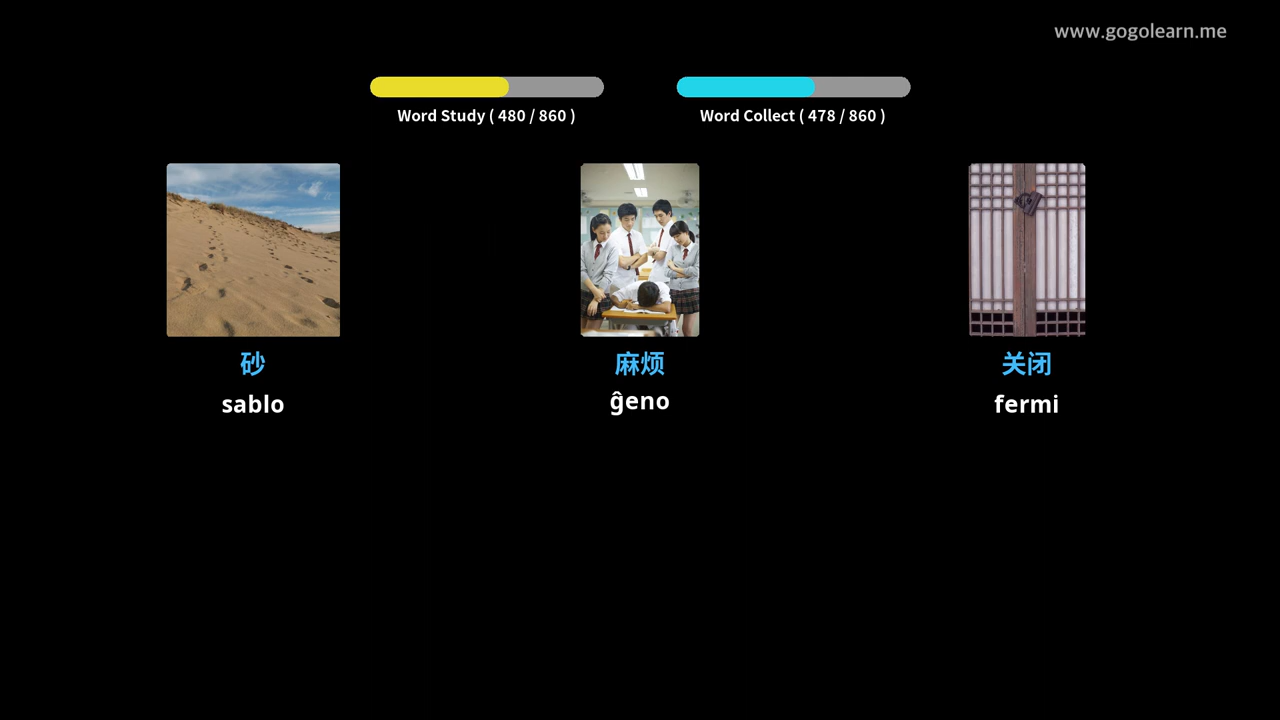 www.gogolearn.me
Word Study ( 480 / 860 )
Word Collect ( 478 / 860 )
砂
sablo
麻烦
ĝeno
关闭
fermi